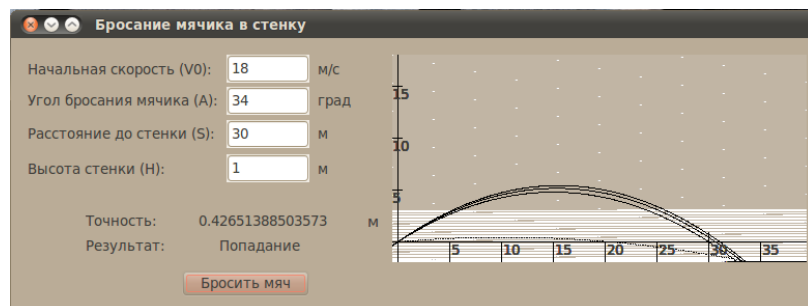 Бросание мячика в стенку
Начальная скорость (V0): 18 м/с
Угол бросания мячика (A): 34 град
Расстояние до стенки (S): 30 м
Высота стенки (H): 1 м
Точность: 0.42651388503573 м
Результат: Попадание
Бросить мяч
15
10
5
5 10 15 20 25 30 35